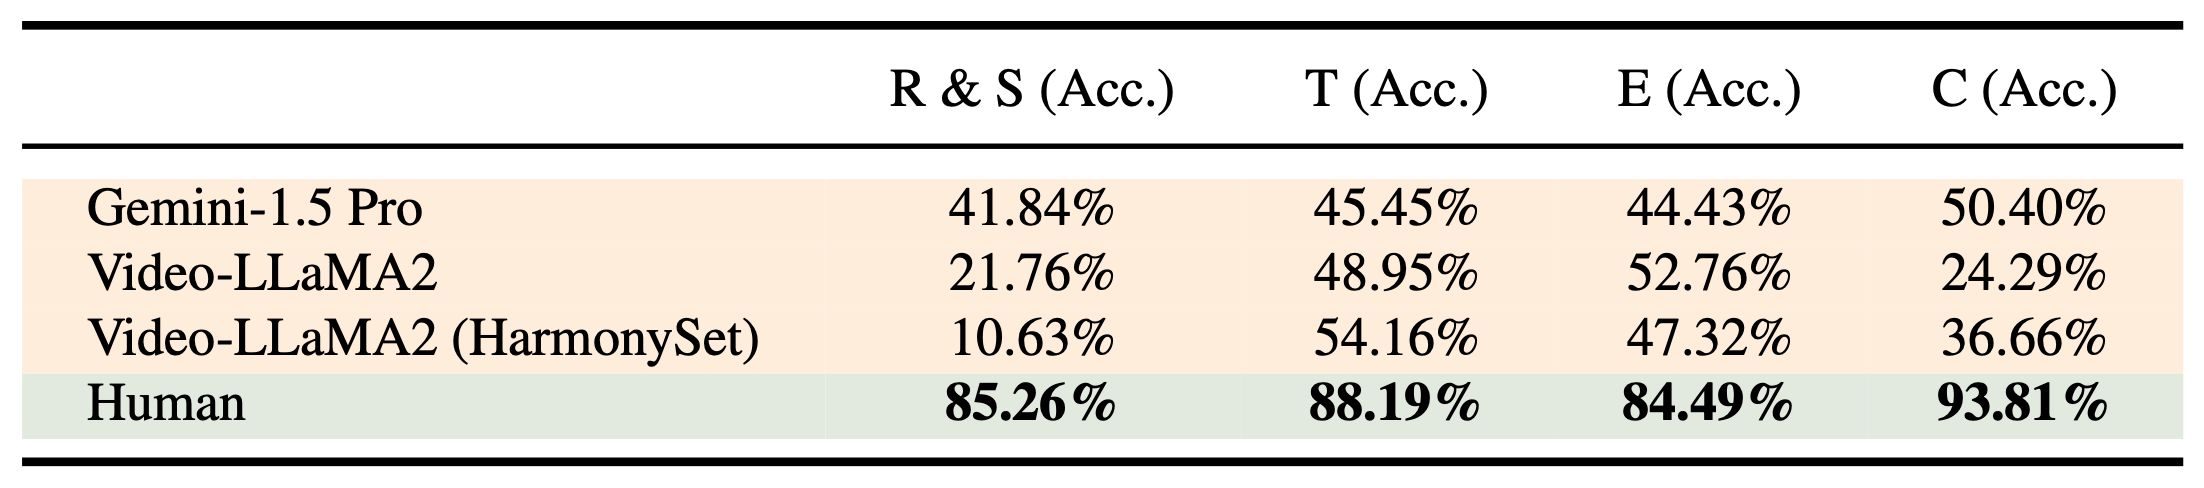 R & S (Acc.) T (Acc.) E (Acc.) C (Acc.)
Gemini-1.5 Pro 41.84% 45.45% 44.43% 50.40%
Video-LLaMA2 21.76% 48.95% 52.76% 24.29%
Video-LLaMA2 (HarmonySet) 10.63% 54.16% 47.32% 36.66%
Human 85.26% 88.19% 84.49% 93.81%